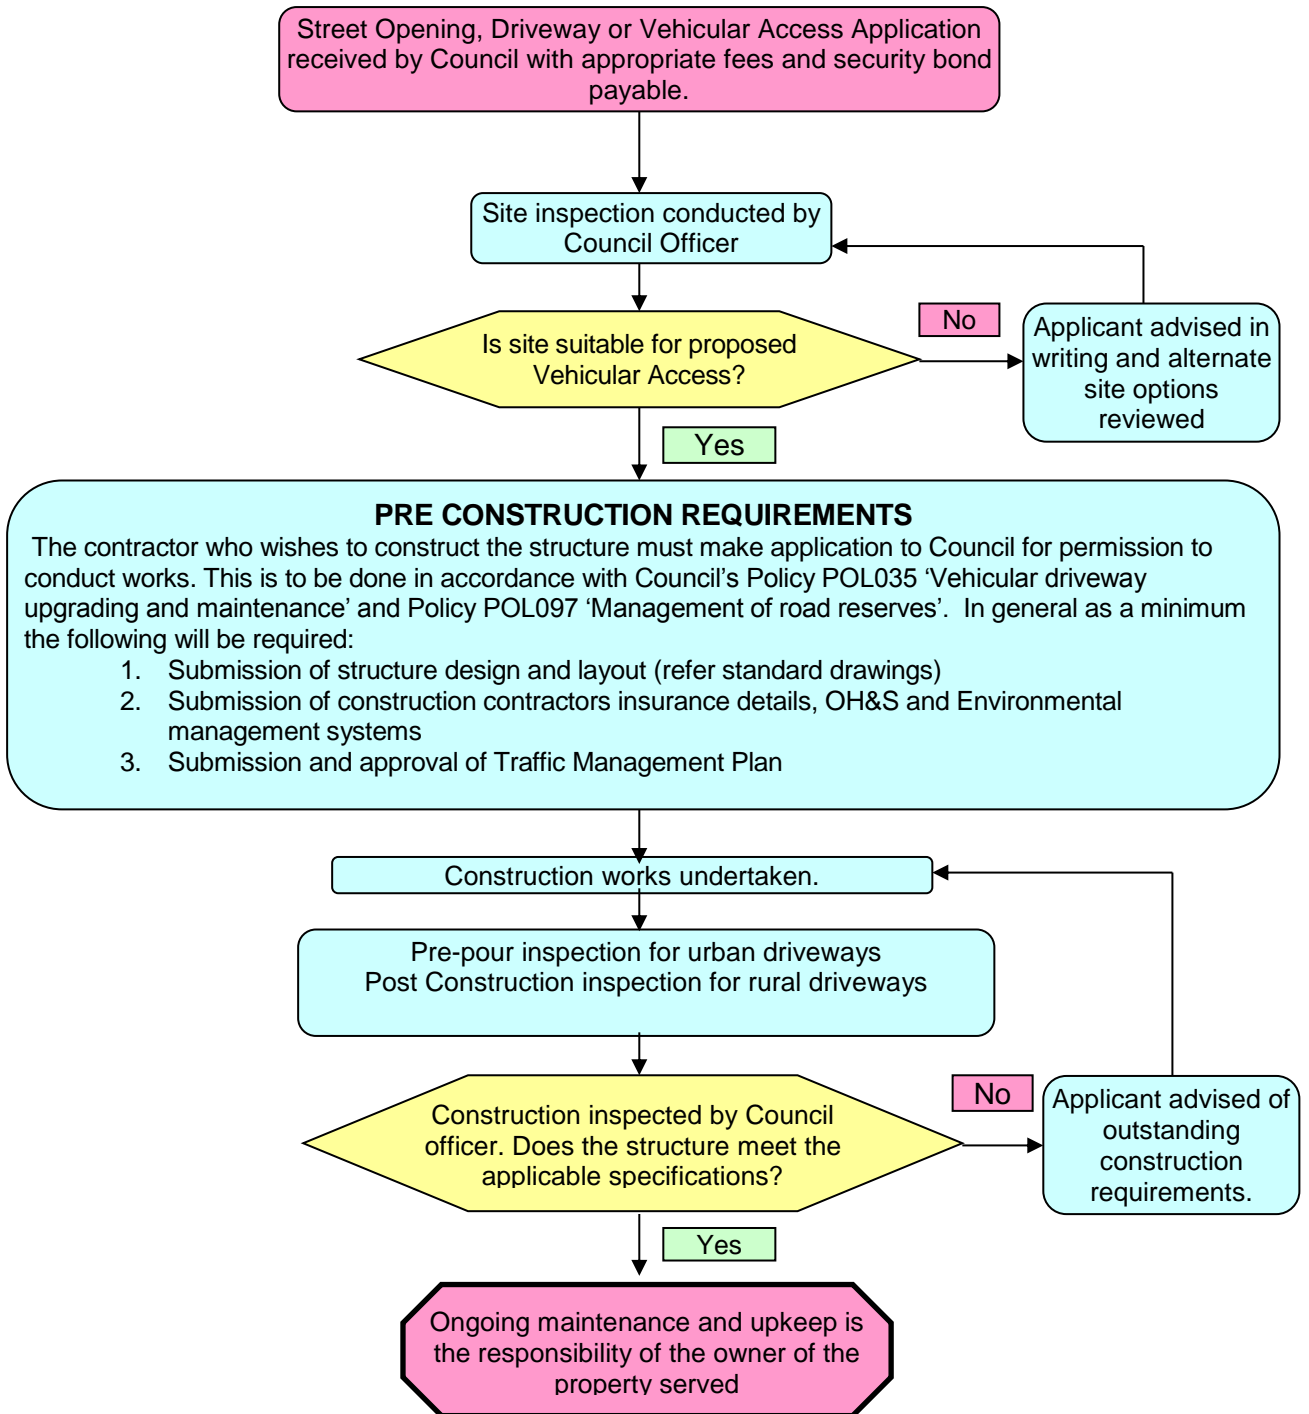 Street Opening, Driveway or Vehicular Access Application
received by Council with appropriate fees and security bond
payable.
Site inspection conducted by
Council Officer
Is site suitable for proposed
Vehicular Access?
No
Applicant advised in
writing and alternate
site options
reviewed
Yes
PRE CONSTRUCTION REQUIREMENTS
The contractor who wishes to construct the structure must make application to Council for permission to
conduct works. This is to be done in accordance with Council’s Policy POL035 ‘Vehicular driveway
upgrading and maintenance’ and Policy POL097 ‘Management of road reserves’. In general as a minimum
the following will be required:
1. Submission of structure design and layout (refer standard drawings)
2. Submission of construction contractors insurance details, OH&S and Environmental
management systems
3. Submission and approval of Traffic Management Plan
Construction works undertaken.
Pre-pour inspection for urban driveways
Post Construction inspection for rural driveways
Construction inspected by Council
officer. Does the structure meet the
applicable specifications?
No
Applicant advised of
outstanding
construction
requirements.
Yes
Ongoing maintenance and upkeep is
the responsibility of the owner of the
property served